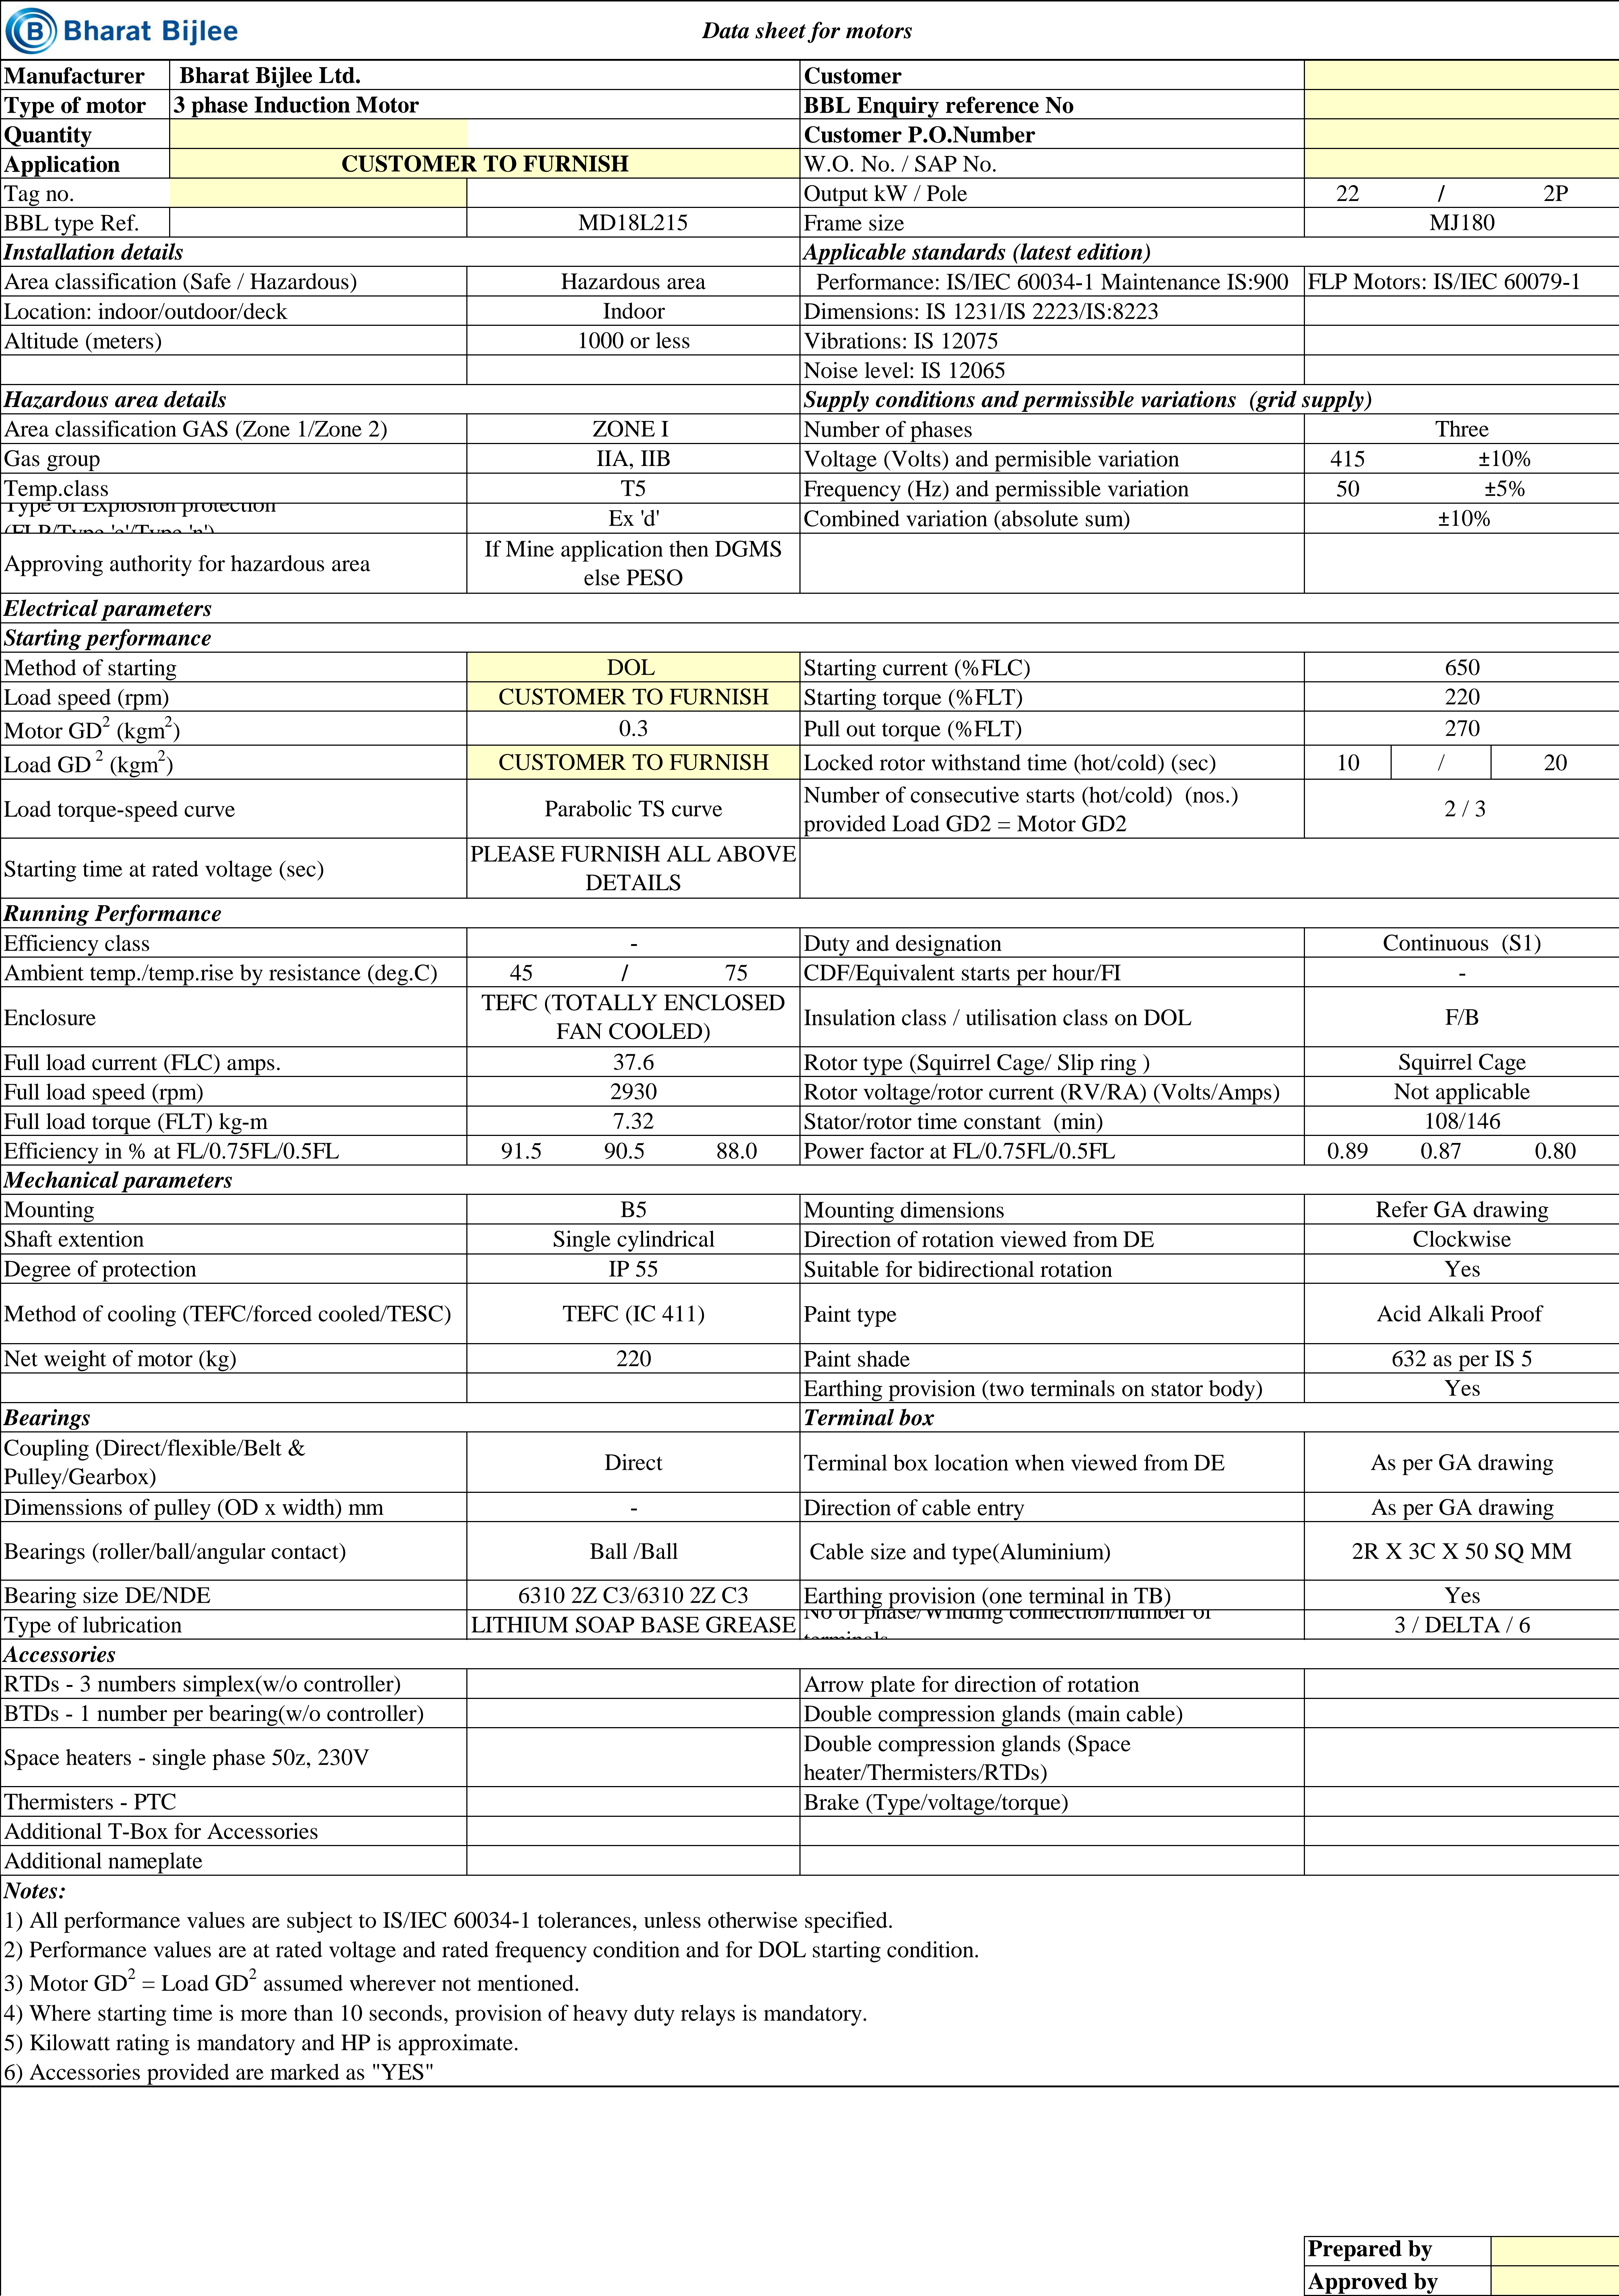 Bharat Bijlee
Data sheet for motors
Manufacturer Bharat Bijlee Ltd. Customer
Type of motor 3 phase Induction Motor BBL Enquiry reference No
Quantity Customer P.O.Number
Application CUSTOMER TO FURNISH W.O. No. / SAP No.
Tag no. Output kW / Pole 22 / 2P
BBL type Ref. MD18L215 Frame size MJ180
Installation details Applicable standards (latest edition)
Area classification (Safe / Hazardous) Hazardous area Performance: IS/IEC 60034-1 Maintenance IS:900 FLP Motors: IS/IEC 60079-1
Location: indoor/outdoor/deck Indoor Dimensions: IS 1231/IS 2223/IS:8223
Altitude (meters) 1000 or less Vibrations: IS 12075
Noise level: IS 12065
Hazardous area details Supply conditions and permissible variations (grid supply)
Area classification GAS (Zone 1/Zone 2) ZONE I Number of phases Three
Gas group IIA, IIB Voltage (Volts) and permisible variation 415 ±10%
Temp.class T5 Frequency (Hz) and permissible variation 50 ±5%
Type of Explosion protection
(FLP/Type 'e'/Type 'n') Ex 'd' Combined variation (absolute sum) ±10%
Approving authority for hazardous area If Mine application then DGMS
else PESO
Electrical parameters
Starting performance
Method of starting DOL Starting current (%FLC) 650
Load speed (rpm) CUSTOMER TO FURNISH Starting torque (%FLT) 220
Motor GD2 (kgm2) 0.3 Pull out torque (%FLT) 270
Load GD 2 (kgm2) CUSTOMER TO FURNISH Locked rotor withstand time (hot/cold) (sec) 10 / 20
Load torque-speed curve Parabolic TS curve Number of consecutive starts (hot/cold) (nos.)
provided Load GD2 = Motor GD2 2 / 3
Starting time at rated voltage (sec) PLEASE FURNISH ALL ABOVE
DETAILS
Running Performance
Efficiency class - Duty and designation Continuous (S1)
Ambient temp./temp.rise by resistance (deg.C) 45 / 75 CDF/Equivalent starts per hour/FI -
Enclosure TEFC (TOTALLY ENCLOSED
FAN COOLED) Insulation class / utilisation class on DOL F/B
Full load current (FLC) amps. 37.6 Rotor type (Squirrel Cage/ Slip ring ) Squirrel Cage
Full load speed (rpm) 2930 Rotor voltage/rotor current (RV/RA) (Volts/Amps) Not applicable
Full load torque (FLT) kg-m 7.32 Stator/rotor time constant (min) 108/146
Efficiency in % at FL/0.75FL/0.5FL 91.5 90.5 88.0 Power factor at FL/0.75FL/0.5FL 0.89 0.87 0.80
Mechanical parameters
Mounting B5 Mounting dimensions Refer GA drawing
Shaft extention Single cylindrical Direction of rotation viewed from DE Clockwise
Degree of protection IP 55 Suitable for bidirectional rotation Yes
Method of cooling (TEFC/forced cooled/TESC) TEFC (IC 411) Paint type Acid Alkali Proof
Net weight of motor (kg) 220 Paint shade 632 as per IS 5
Earthing provision (two terminals on stator body) Yes
Bearings Terminal box
Coupling (Direct/flexible/Belt &
Pulley/Gearbox) Direct Terminal box location when viewed from DE As per GA drawing
Dimenssions of pulley (OD x width) mm - Direction of cable entry As per GA drawing
Bearings (roller/ball/angular contact) Ball /Ball Cable size and type(Aluminium) 2R X 3C X 50 SQ MM
Bearing size DE/NDE 6310 2Z C3/6310 2Z C3 Earthing provision (one terminal in TB) Yes
Type of lubrication LITHIUM SOAP BASE GREASE No of phase/Winding connection/number of
terminals 3 / DELTA / 6
Accessories
RTDs - 3 numbers simplex(w/o controller) Arrow plate for direction of rotation
BTDs - 1 number per bearing(w/o controller) Double compression glands (main cable)
Space heaters - single phase 50z, 230V Double compression glands (Space
heater/Thermisters/RTDs)
Thermisters - PTC Brake (Type/voltage/torque)
Additional T-Box for Accessories
Additional nameplate
Notes:
1) All performance values are subject to IS/IEC 60034-1 tolerances, unless otherwise specified.
2) Performance values are at rated voltage and rated frequency condition and for DOL starting condition.
3) Motor GD2 = Load GD2 assumed wherever not mentioned.
4) Where starting time is more than 10 seconds, provision of heavy duty relays is mandatory.
5) Kilowatt rating is mandatory and HP is approximate.
6) Accessories provided are marked as "YES"
Prepared by
Approved by